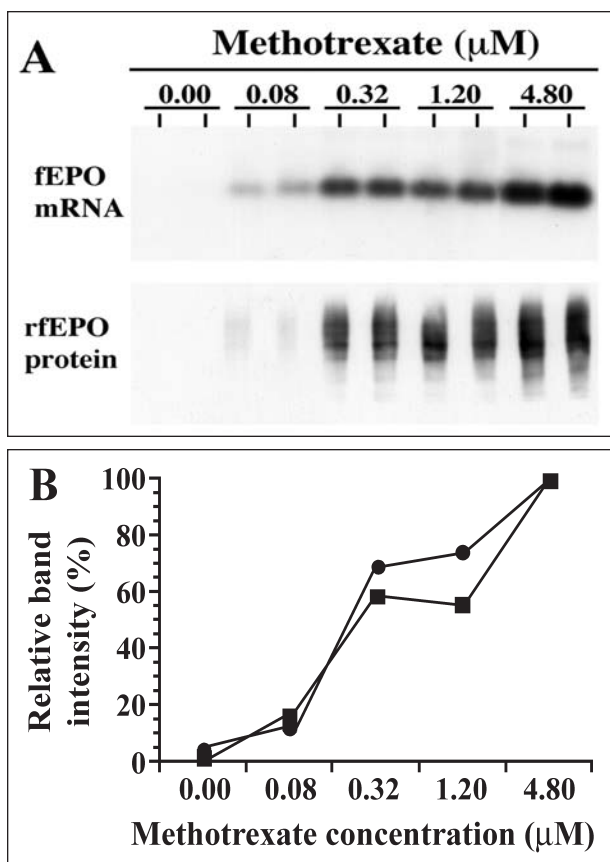 A
Methotrexate (μM)
0.00 0.08 0.32 1.20 4.80
fEPO
mRNA
rfEPO
protein
B
Relative band
intensity (%)
100
80
60
40
20
0
0.00 0.08 0.32 1.20 4.80
Methotrexate concentration (μM)